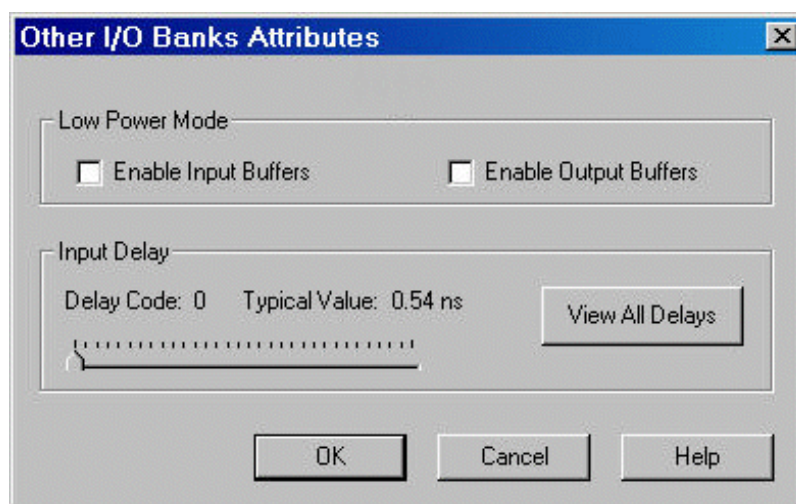 Other I/O Banks Attributes
Low Power Mode
Enable Input Buffers
Enable Output Buffers
Input Delay
Delay Code: 0 Typical Value: 0.54 ns
View All Delays
OK
Cancel
Help